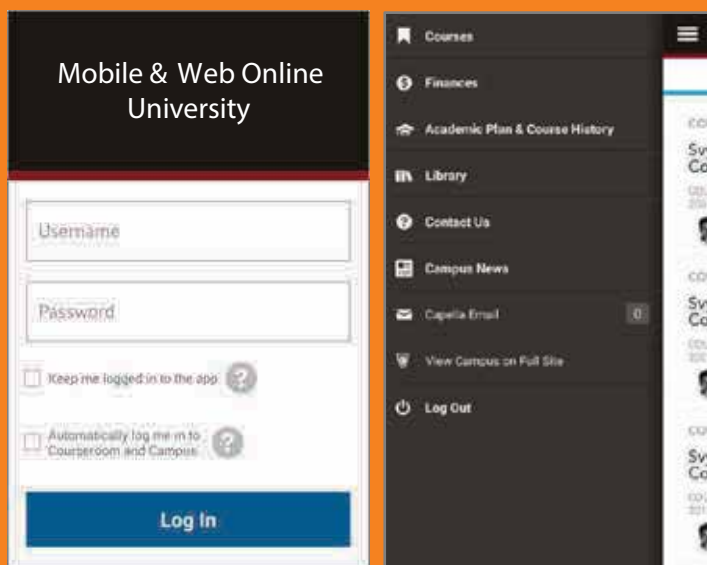 Mobile & Web Online
University
Username
Password
Keep me logged in to the app
Automatically log me in to
Courseroom and Campus
Log In
Courses
Finances
Academic Plan & Course History
Library
Contact Us
Campus News
Capella Email 0
View Campus on Full Site
Log Out